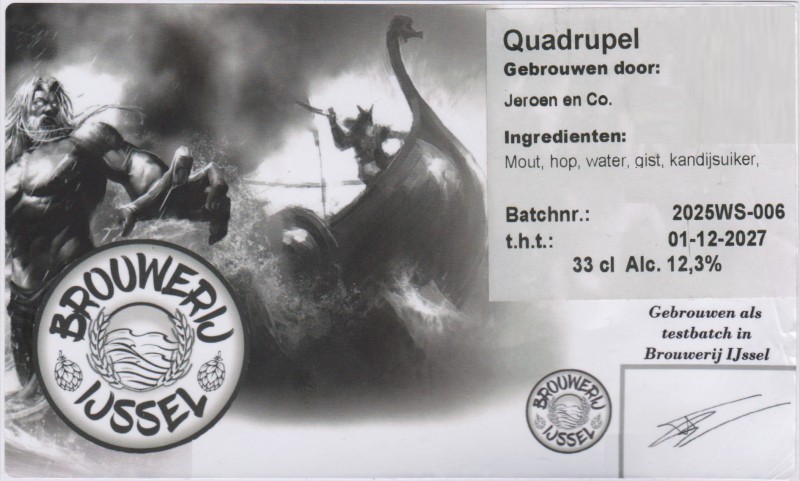 Quadrupel
Gebrouwen door:
Jeroen en Co.
Ingredienten:
Mout, hop, water, gist, kandijsuiker,
Batchnr.: 2025WS-006
t.h.t.: 01-12-2027
33 cl Alc. 12,3%
BROUWERIJ
IJSSEL
Gebrouwen als
testbatch in
Brouwerij IJssel
BROUWERIJ
IJSSEL